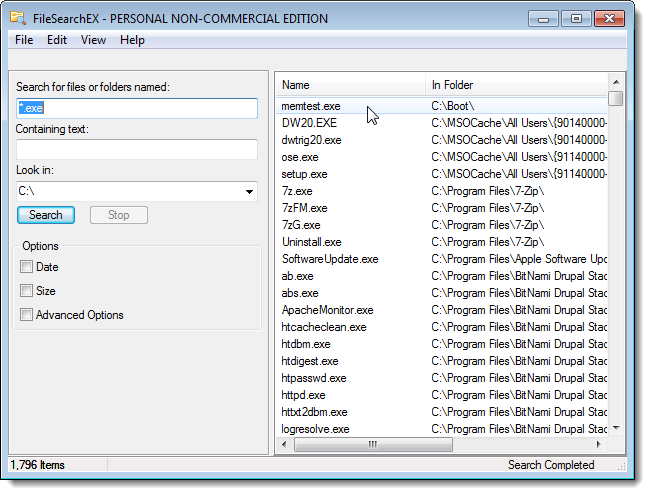 FileSearchEX - PERSONAL NON-COMMERCIAL EDITION
File Edit View Help
Search for files or folders named:
*.exe
Containing text:
Look in:
C:\
Search Stop
Options
Date
Size
Advanced Options
Name In Folder
memtest.exe C:\Boot\
DW20.EXE C:\MSOCache\All Users\{90140000-
dwtrig20.exe C:\MSOCache\All Users\{90140000-
ose.exe C:\MSOCache\All Users\{91140000-
setup.exe C:\MSOCache\All Users\{91140000-
7z.exe C:\Program Files\7-Zip\
7zFM.exe C:\Program Files\7-Zip\
7zG.exe C:\Program Files\7-Zip\
Uninstall.exe C:\Program Files\7-Zip\
SoftwareUpdate.exe C:\Program Files\Apple Software Upd
ab.exe C:\Program Files\BitNami Drupal Stac
abs.exe C:\Program Files\BitNami Drupal Stac
ApacheMonitor.exe C:\Program Files\BitNami Drupal Stac
htcacheclean.exe C:\Program Files\BitNami Drupal Stac
htdbm.exe C:\Program Files\BitNami Drupal Stac
htdigest.exe C:\Program Files\BitNami Drupal Stac
htpasswd.exe C:\Program Files\BitNami Drupal Stac
httpd.exe C:\Program Files\BitNami Drupal Stac
httxt2dbm.exe C:\Program Files\BitNami Drupal Stac
logresolve.exe C:\Program Files\BitNami Drupal Stac
1,796 Items Search Completed